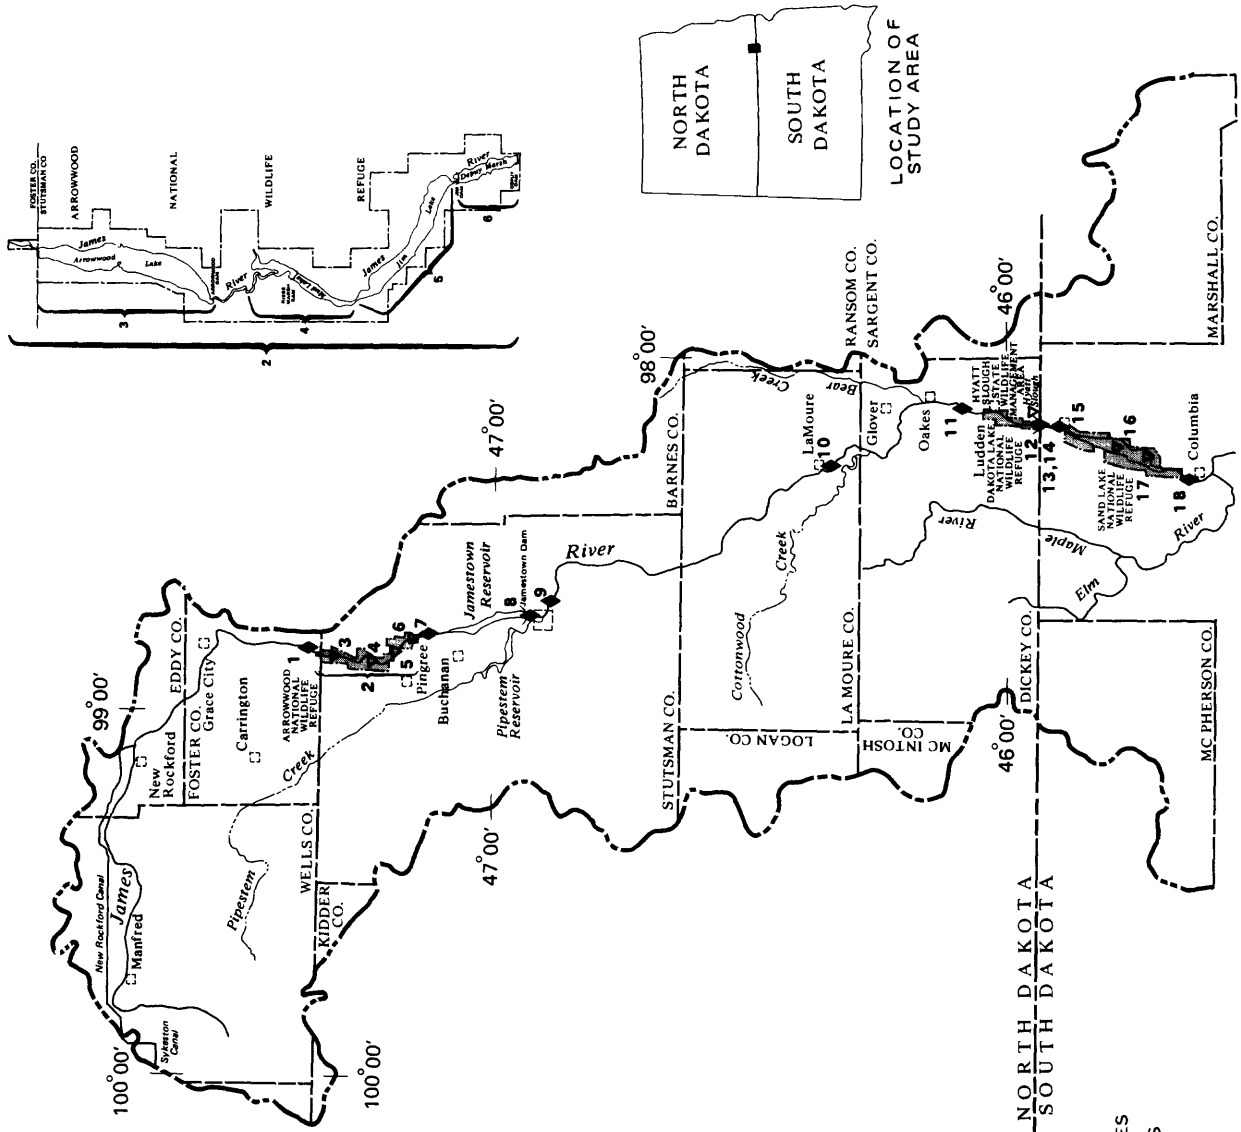 FOSTER CO.
STUTSMAN CO
ARROWWOOD
NATIONAL
WILDLIFE
REFUGE
James
Arrowwood
Lake
River
Mud Lake
James
Jim
Lake
River
Depuy Marsh
3
4
5
6
2
NORTH
DAKOTA
SOUTH
DAKOTA
LOCATION OF
STUDY AREA
100°00'
99°00'
98°00'
47°00'
46°00'
Sykeston
Canal
New Rockford Canal
James
Manfred
New
Rockford
EDDY CO.
FOSTER CO.
Grace City
Carrington
ARROWWOOD
NATIONAL
WILDLIFE
REFUGE
1
2
3
4
5
6
7
Pingree
Buchanan
Pipestem
Creek
WELLS CO.
KIDDER
CO.
100°00'
47°00'
Jamestown
Reservoir
Pipestem
Reservoir
8
Jamestown Dam
9
River
BARNES CO.
STUTSMAN CO.
LOGAN CO.
Cottonwood
Creek
LaMoure
10
Bear
Creek
RANSOM CO.
SARGENT CO.
LA MOURE CO.
MC INTOSH
CO.
Glover
Oakes
11
HYATT
SLOUGH
STATE
WILDLIFE
MANAGEMENT
AREA
Hyatt
Slough
Ludden
DAKOTA LAKE
NATIONAL
WILDLIFE
REFUGE
12
13,14
15
DICKEY CO.
46°00'
NORTH DAKOTA
SOUTH DAKOTA
River
Maple
Elm
SAND LAKE
NATIONAL
WILDLIFE
REFUGE
16
17
18
Columbia
River
MARSHALL CO.
MC PHERSON CO.
ES
S